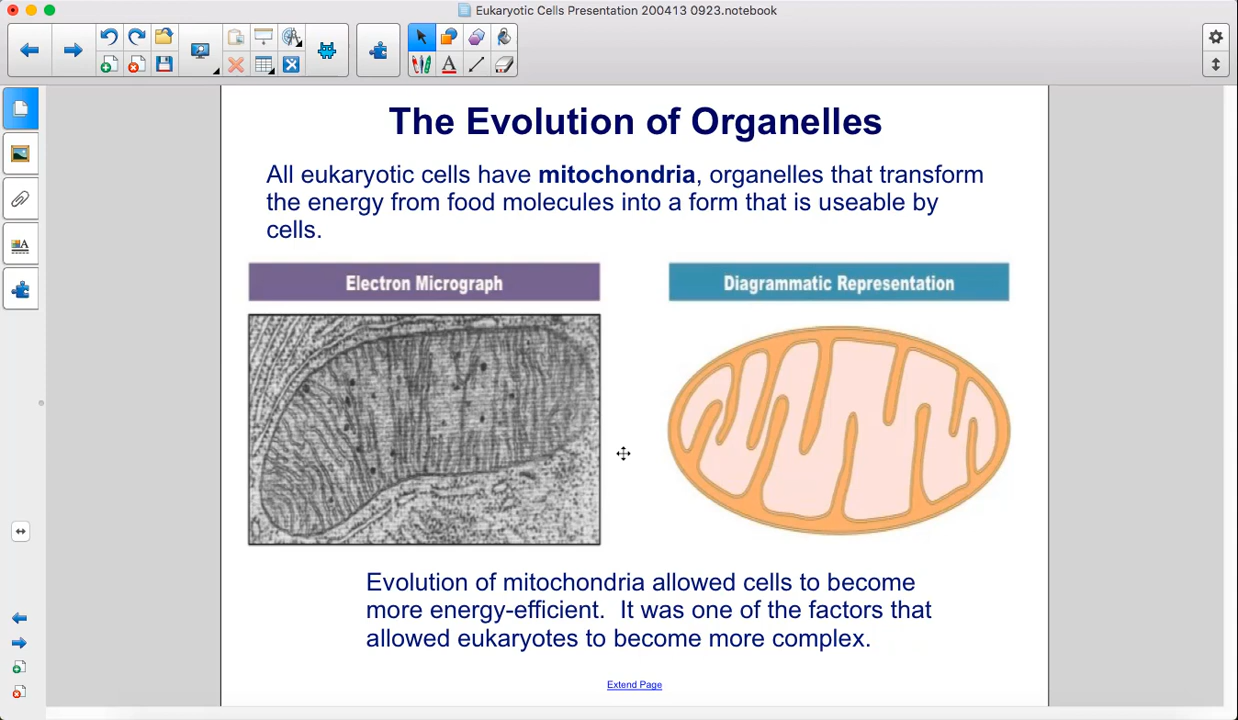 Eukaryotic Cells Presentation 200413 0923.notebook
The Evolution of Organelles
All eukaryotic cells have mitochondria, organelles that transform
the energy from food molecules into a form that is useable by
cells.
Electron Micrograph
Diagrammatic Representation
Evolution of mitochondria allowed cells to become
more energy-efficient.  It was one of the factors that
allowed eukaryotes to become more complex.
Extend Page